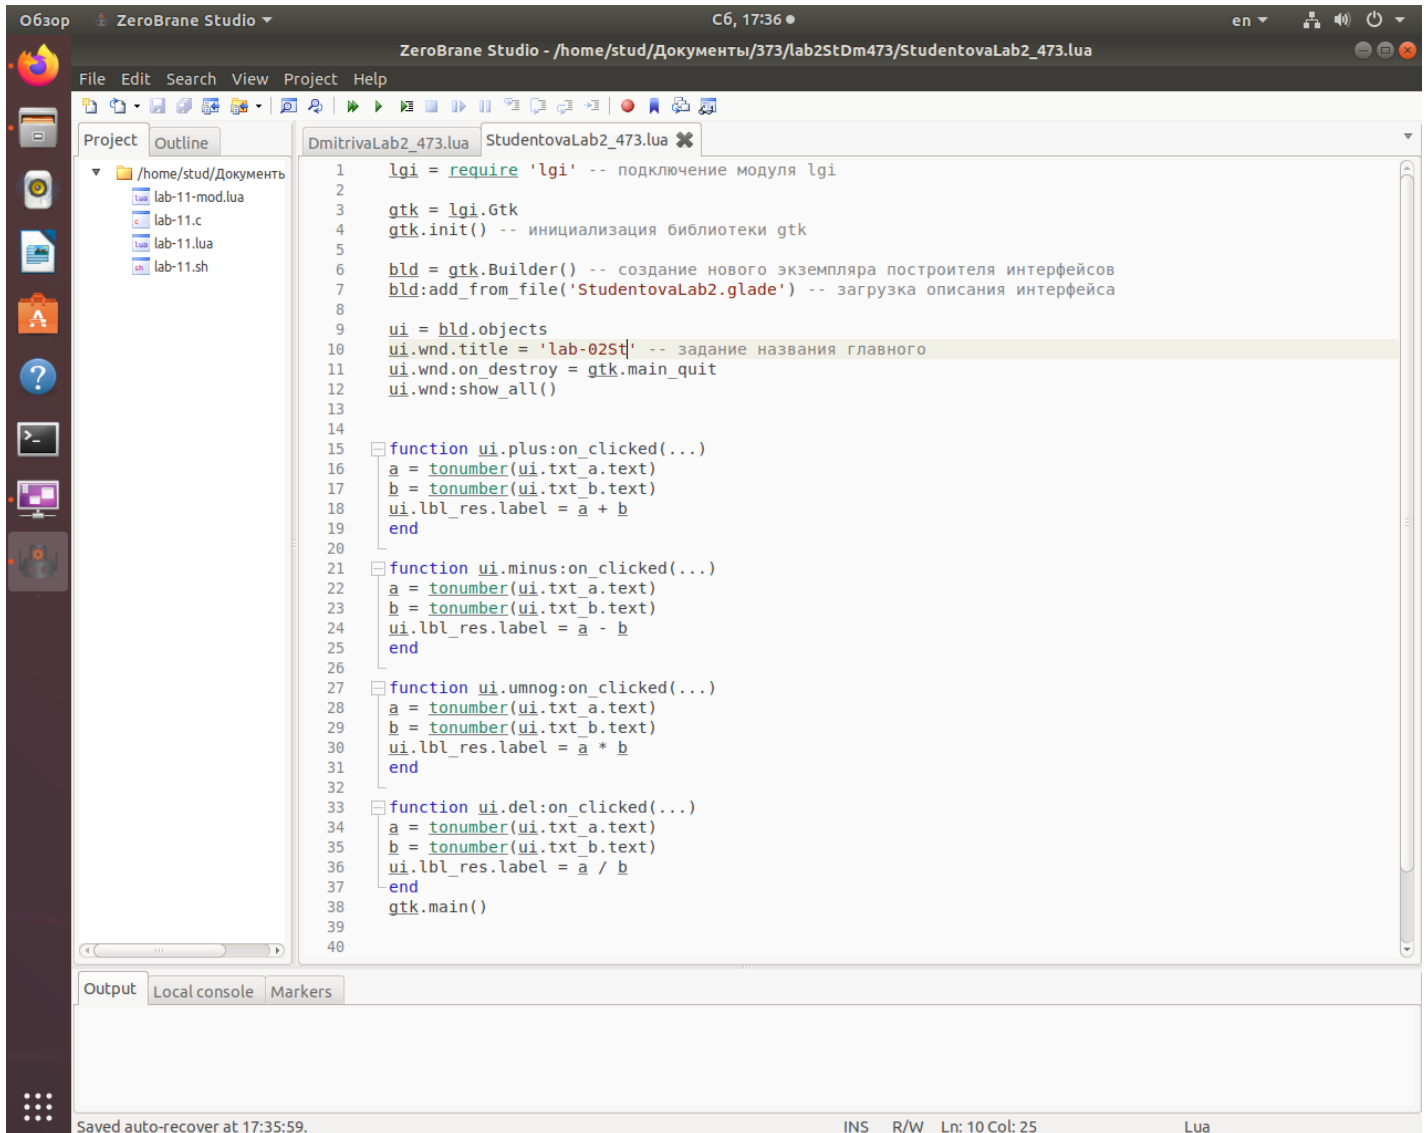 Обзор ZeroBrane Studio Сб, 17:36 en
ZeroBrane Studio - /home/stud/Документы/373/lab2StDm473/StudentovaLab2_473.lua
File Edit Search View Project Help
Project Outline DmitrivaLab2_473.lua StudentovaLab2_473.lua
/home/stud/Документь
lab-11-mod.lua
lab-11.c
lab-11.lua
lab-11.sh
1 lgi = require 'lgi' -- подключение модуля lgi
2
3 gtk = lgi.Gtk
4 gtk.init() -- инициализация библиотеки gtk
5
6 bld = gtk.Builder() -- создание нового экземпляра построителя интерфейсов
7 bld:add_from_file('StudentovaLab2.glade') -- загрузка описания интерфейса
8
9 ui = bld.objects
10 ui.wnd.title = 'lab-02St' -- задание названия главного
11 ui.wnd.on_destroy = gtk.main_quit
12 ui.wnd:show_all()
13
14
15 function ui.plus:on_clicked(...)
16 a = tonumber(ui.txt_a.text)
17 b = tonumber(ui.txt_b.text)
18 ui.lbl_res.label = a + b
19 end
20
21 function ui.minus:on_clicked(...)
22 a = tonumber(ui.txt_a.text)
23 b = tonumber(ui.txt_b.text)
24 ui.lbl_res.label = a - b
25 end
26
27 function ui.umnog:on_clicked(...)
28 a = tonumber(ui.txt_a.text)
29 b = tonumber(ui.txt_b.text)
30 ui.lbl_res.label = a * b
31 end
32
33 function ui.del:on_clicked(...)
34 a = tonumber(ui.txt_a.text)
35 b = tonumber(ui.txt_b.text)
36 ui.lbl_res.label = a / b
37 end
38 gtk.main()
39
40
Output Local console Markers
Saved auto-recover at 17:35:59. INS R/W Ln: 10 Col: 25 Lua